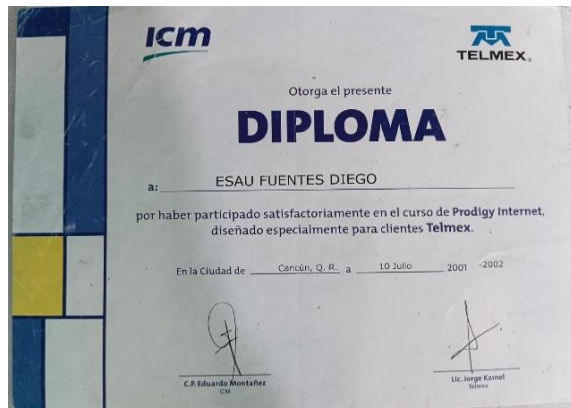 ICM
TELMEX®
Otorga el presente
DIPLOMA
a: ESAU FUENTES DIEGO
por haber participado satisfactoriamente en el curso de Prodigy Internet,
diseñado especialmente para clientes Telmex.
En la Ciudad de Cancún, Q. R. a 10 Julio 2001 -2002
C.P. Eduardo Montañez
ICM
Lic. Jorge Kamel
Telmex